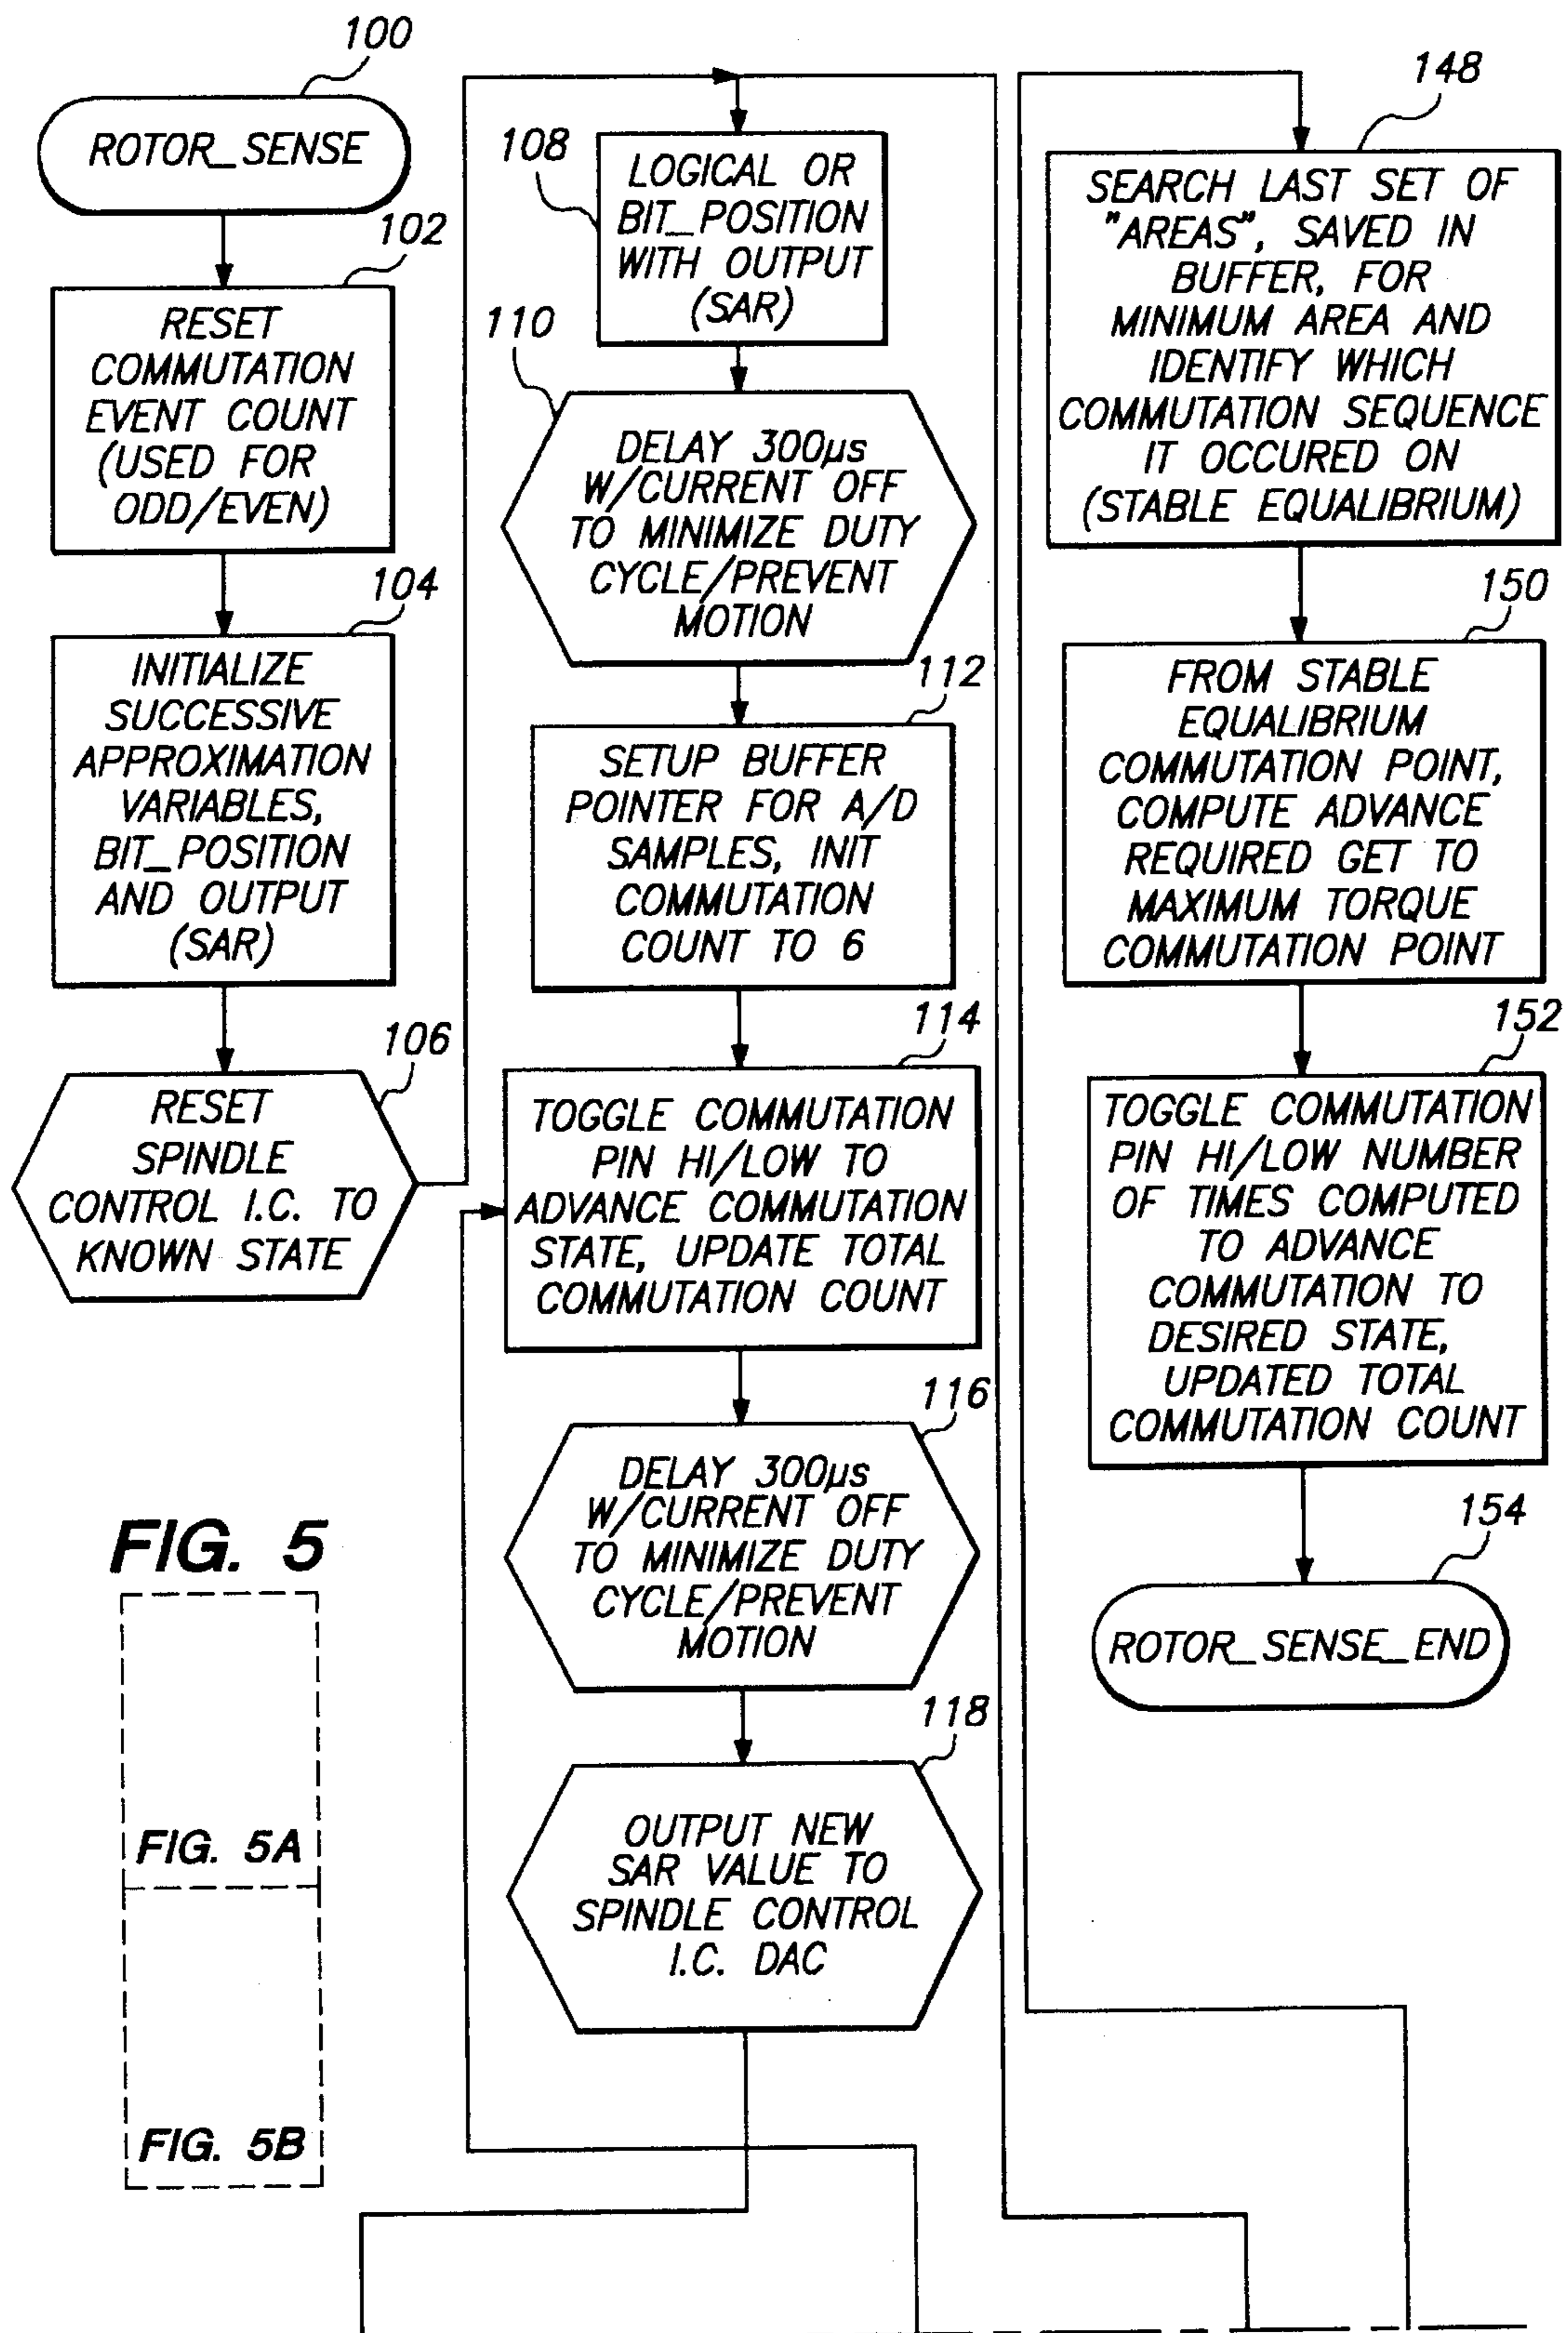 100
ROTOR_SENSE
102
RESET
COMMUTATION
EVENT COUNT
(USED FOR
ODD/EVEN)
104
INITIALIZE
SUCCESSIVE
APPROXIMATION
VARIABLES,
BIT_POSITION
AND OUTPUT
(SAR)
106
RESET
SPINDLE
CONTROL I.C. TO
KNOWN STATE
108
LOGICAL OR
BIT_POSITION
WITH OUTPUT
(SAR)
110
DELAY 300µs
W/CURRENT OFF
TO MINIMIZE DUTY
CYCLE/PREVENT
MOTION
112
SETUP BUFFER
POINTER FOR A/D
SAMPLES, INIT
COMMUTATION
COUNT TO 6
114
TOGGLE COMMUTATION
PIN HI/LOW TO
ADVANCE COMMUTATION
STATE, UPDATE TOTAL
COMMUTATION COUNT
116
DELAY 300µs
W/CURRENT OFF
TO MINIMIZE DUTY
CYCLE/PREVENT
MOTION
118
OUTPUT NEW
SAR VALUE TO
SPINDLE CONTROL
I.C. DAC
148
SEARCH LAST SET OF
"AREAS", SAVED IN
BUFFER, FOR
MINIMUM AREA AND
IDENTIFY WHICH
COMMUTATION SEQUENCE
IT OCCURED ON
(STABLE EQUALIBRIUM)
150
FROM STABLE
EQUALIBRIUM
COMMUTATION POINT,
COMPUTE ADVANCE
REQUIRED GET TO
MAXIMUM TORQUE
COMMUTATION POINT
152
TOGGLE COMMUTATION
PIN HI/LOW NUMBER
OF TIMES COMPUTED
TO ADVANCE
COMMUTATION TO
DESIRED STATE,
UPDATED TOTAL
COMMUTATION COUNT
154
ROTOR_SENSE_END
FIG. 5
FIG. 5A
FIG. 5B